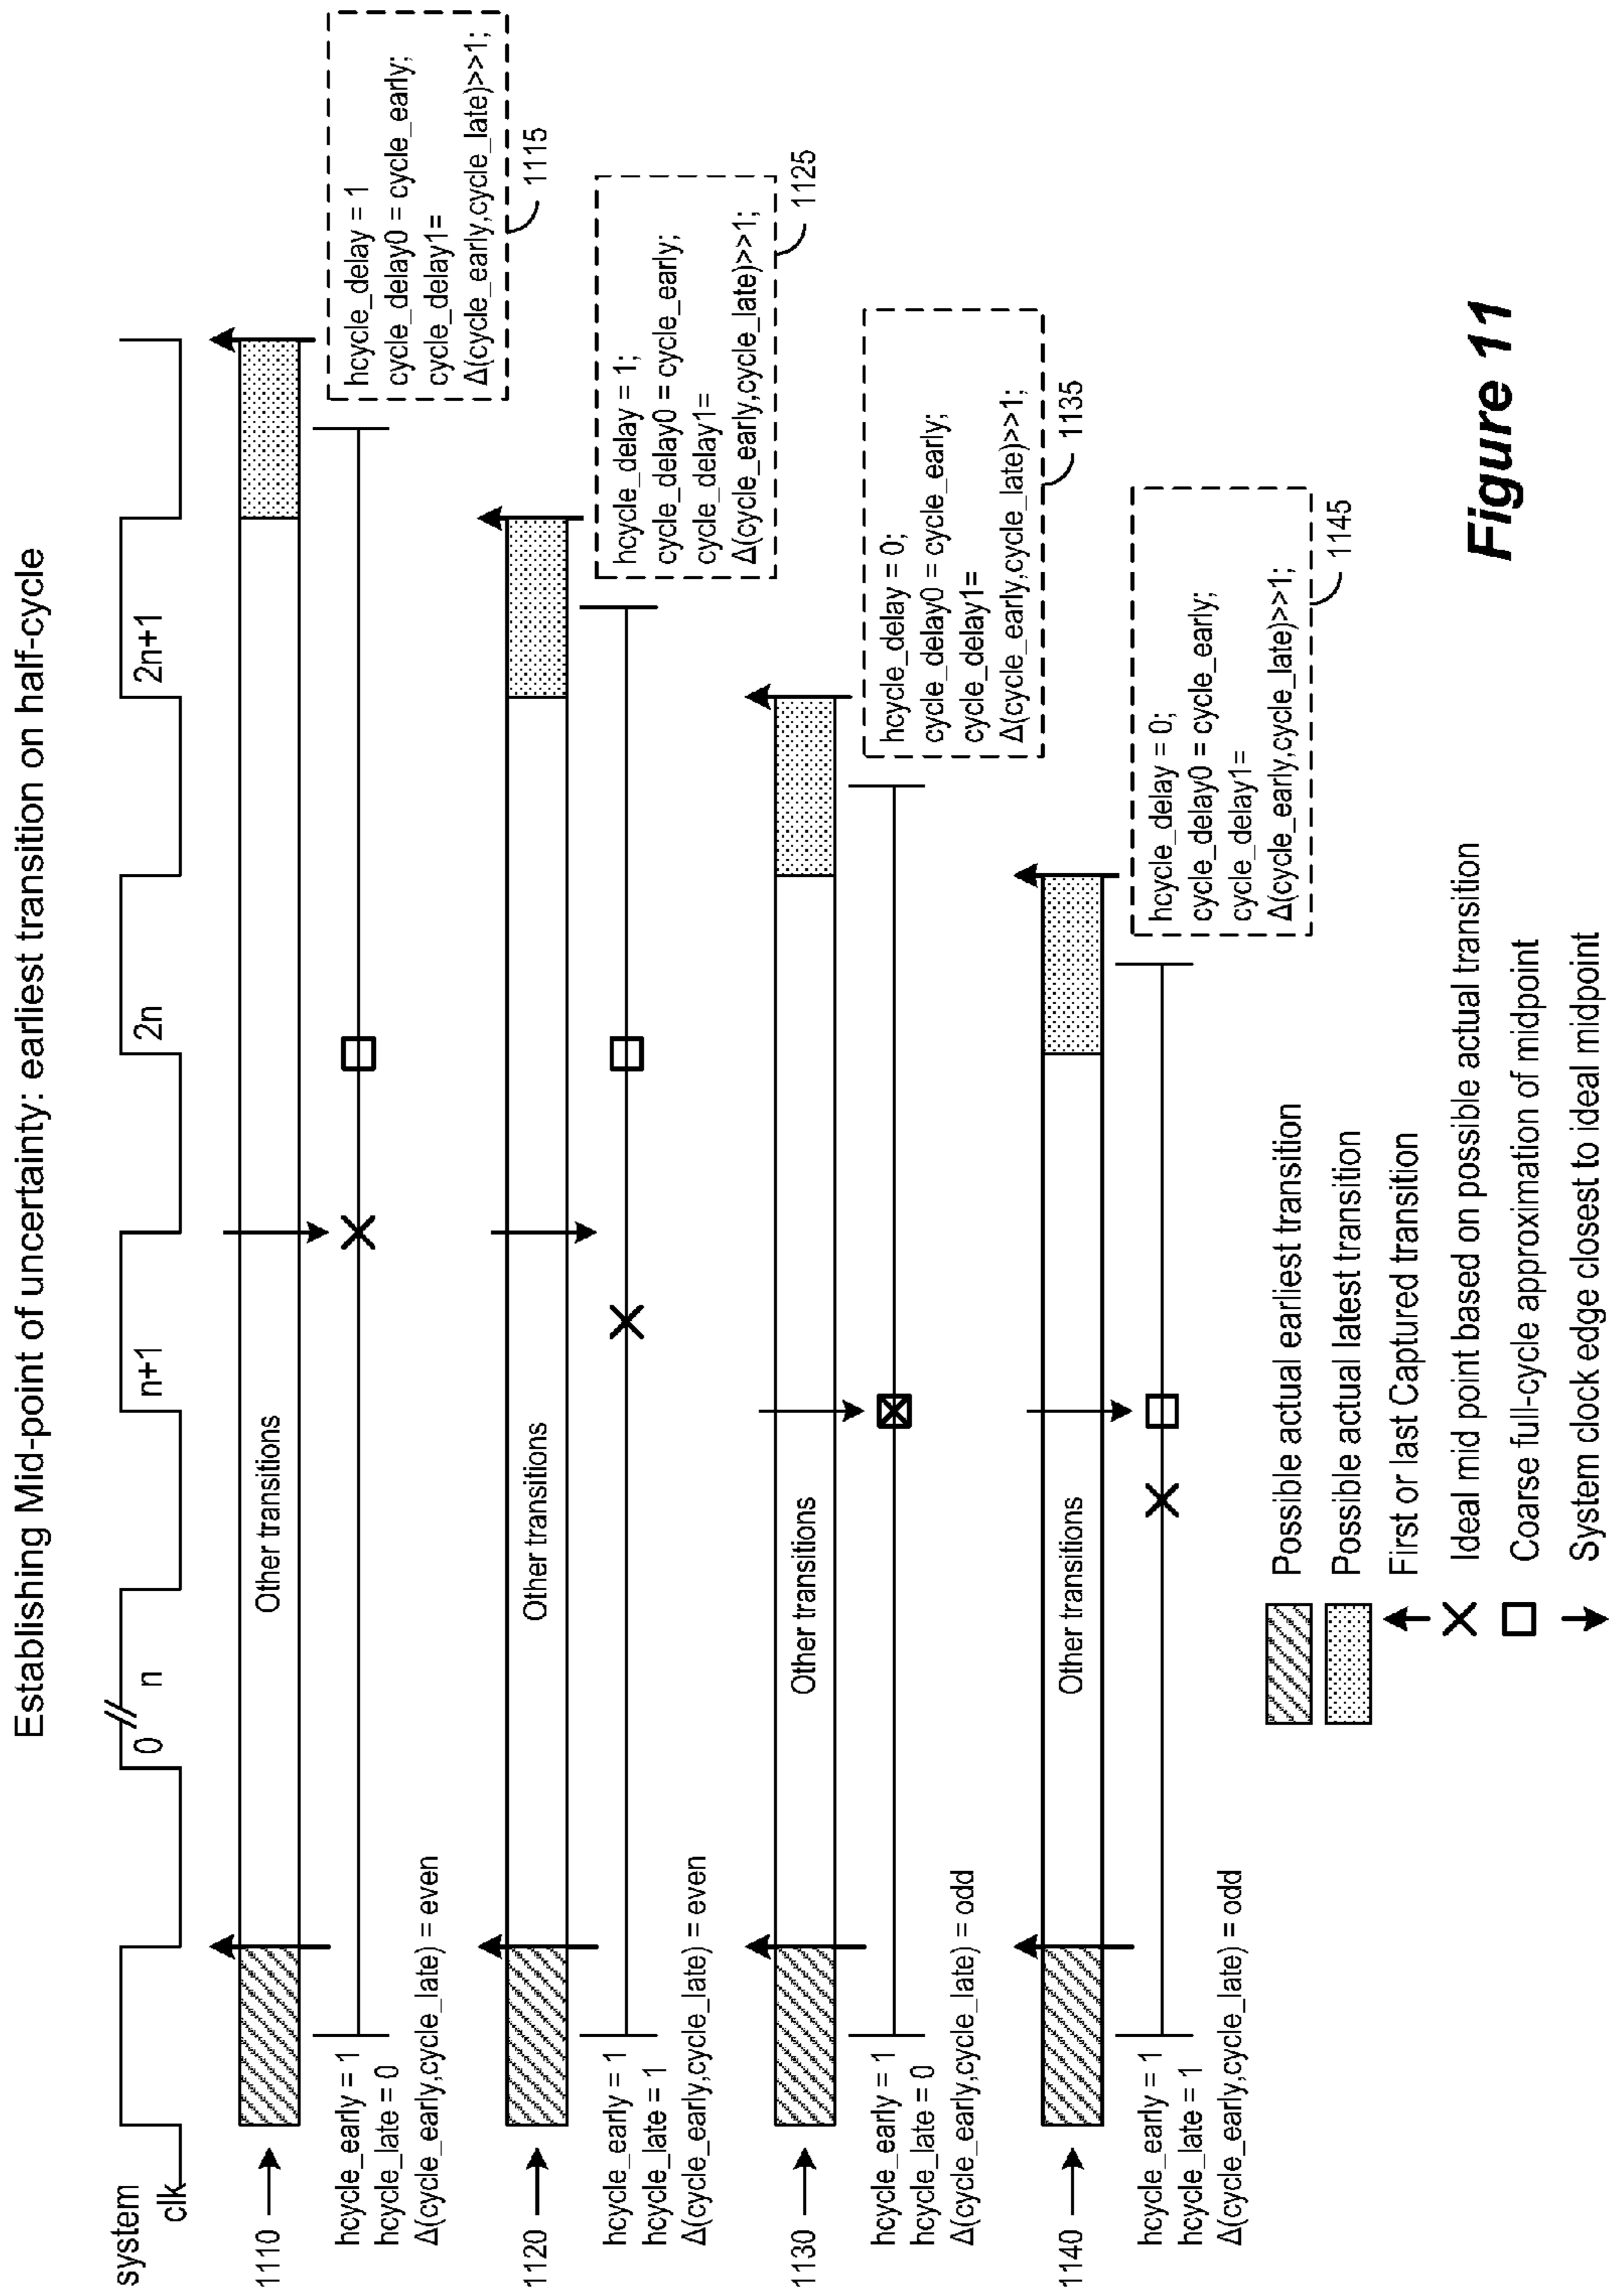 Establishing Mid-point of uncertainty: earliest transition on half-cycle
system
clk
0
n
n+1
2n
2n+1
1110
Other transitions
hcycle_early = 1
hcycle_late = 0
Δ(cycle_early,cycle_late) = even
hcycle_delay = 1
cycle_delay0 = cycle_early;
cycle_delay1=
Δ(cycle_early,cycle_late)>>1;
1115
1120
Other transitions
hcycle_early = 1
hcycle_late = 1
Δ(cycle_early,cycle_late) = even
hcycle_delay = 1;
cycle_delay0 = cycle_early;
cycle_delay1=
Δ(cycle_early,cycle_late)>>1;
1125
1130
Other transitions
hcycle_early = 1
hcycle_late = 0
Δ(cycle_early,cycle_late) = odd
hcycle_delay = 0;
cycle_delay0 = cycle_early;
cycle_delay1=
Δ(cycle_early,cycle_late)>>1;
1135
1140
Other transitions
hcycle_early = 1
hcycle_late = 1
Δ(cycle_early,cycle_late) = odd
hcycle_delay = 0;
cycle_delay0 = cycle_early;
cycle_delay1=
Δ(cycle_early,cycle_late)>>1;
1145
Possible actual earliest transition
Possible actual latest transition
First or last Captured transition
Ideal mid point based on possible actual transition
Coarse full-cycle approximation of midpoint
System clock edge closest to ideal midpoint
Figure 11